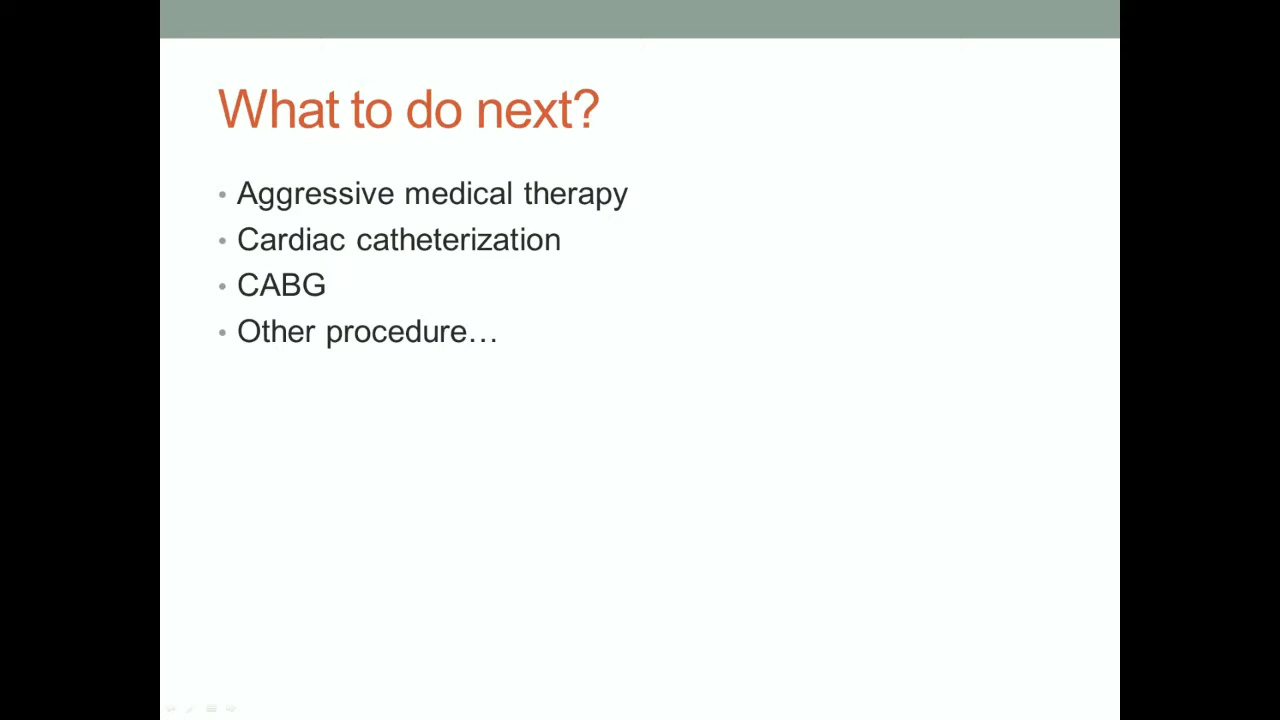 What to do next?
• Aggressive medical therapy
• Cardiac catheterization
• CABG
• Other procedure…